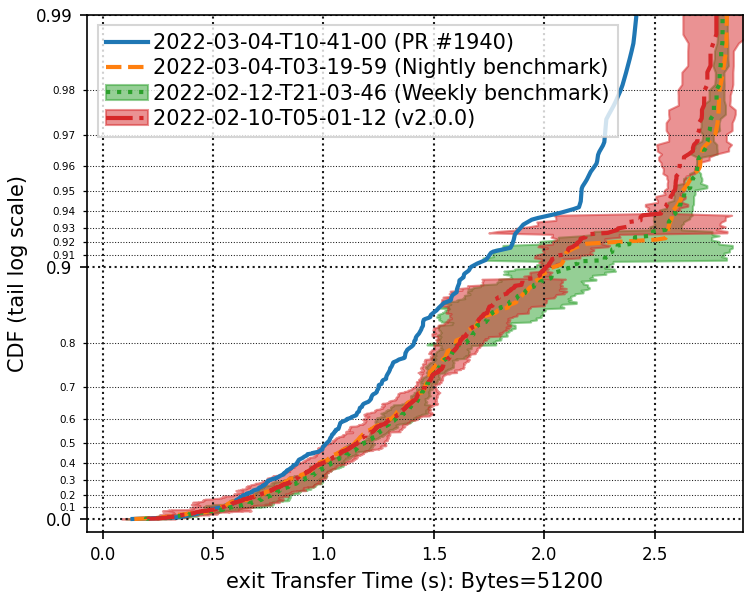 0.99
2022-03-04-T10-41-00 (PR #1940)
2022-03-04-T03-19-59 (Nightly benchmark)
2022-02-12-T21-03-46 (Weekly benchmark)
2022-02-10-T05-01-12 (v2.0.0)
0.98
0.97
0.96
0.95
0.94
0.93
0.92
0.91
0.9
0.8
0.7
0.6
0.5
0.4
0.3
0.2
0.1
0.0
CDF (tail log scale)
0.0 0.5 1.0 1.5 2.0 2.5
exit Transfer Time (s): Bytes=51200